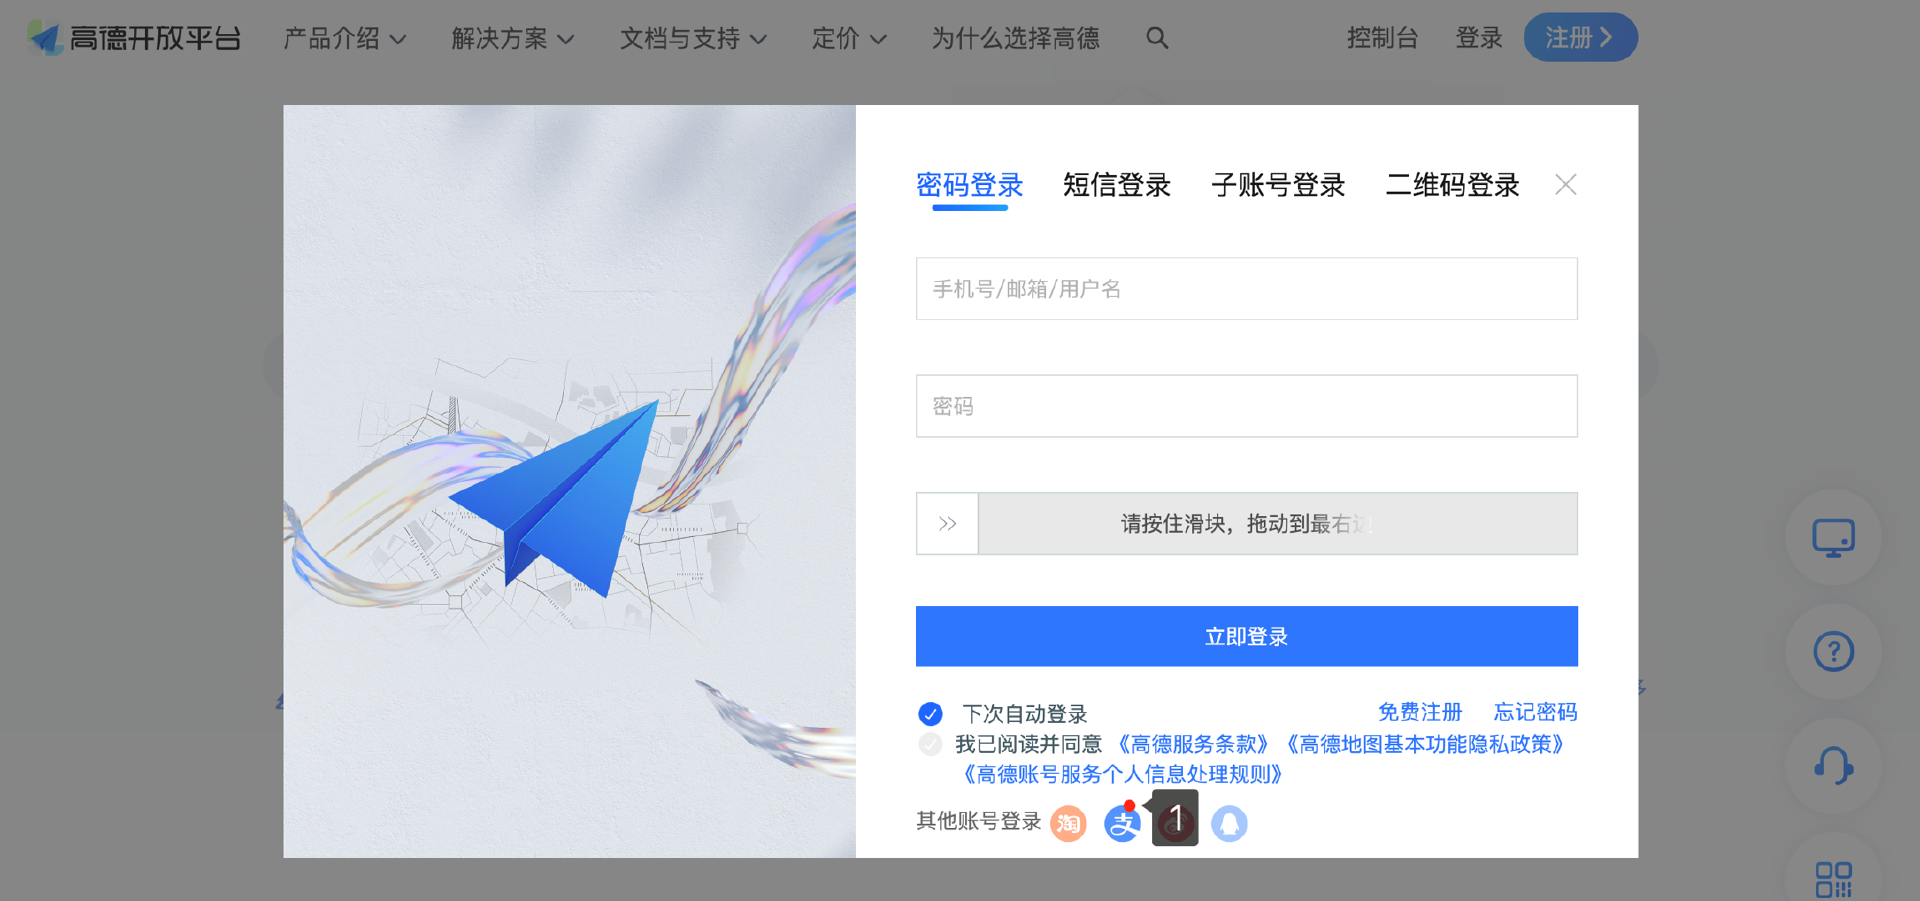 高德开放平台 产品介绍 解决方案 文档与支持 定价 为什么选择高德 控制台 登录 注册
密码登录 短信登录 子账号登录 二维码登录
手机号/邮箱/用户名
密码
请按住滑块，拖动到最右边
立即登录
下次自动登录 免费注册 忘记密码
我已阅读并同意 《高德服务条款》 《高德地图基本功能隐私政策》
《高德账号服务个人信息处理规则》
其他账号登录 淘 支 1